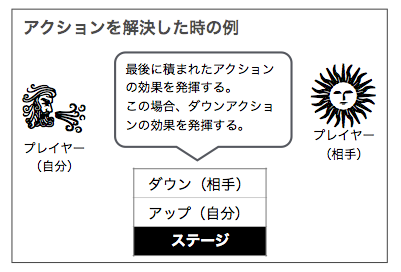 アクションを解決した時の例
最後に積まれたアクション
の効果を発揮する。
この場合、ダウンアクショ
ンの効果を発揮する。
プレイヤー
（自分）
プレイヤー
（相手）
ダウン（相手）
アップ（自分）
ステージ